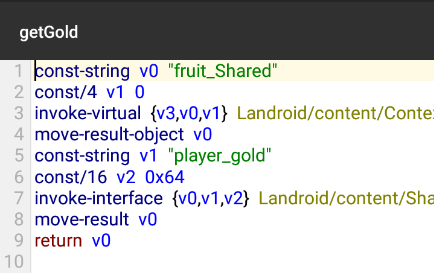 getGold
1 const-string v0 "fruit_Shared"
2 const/4 v1 0
3 invoke-virtual {v3,v0,v1} Landroid/content/Conte
4 move-result-object v0
5 const-string v1 "player_gold"
6 const/16 v2 0x64
7 invoke-interface {v0,v1,v2} Landroid/content/Sha
8 move-result v0
9 return v0
10